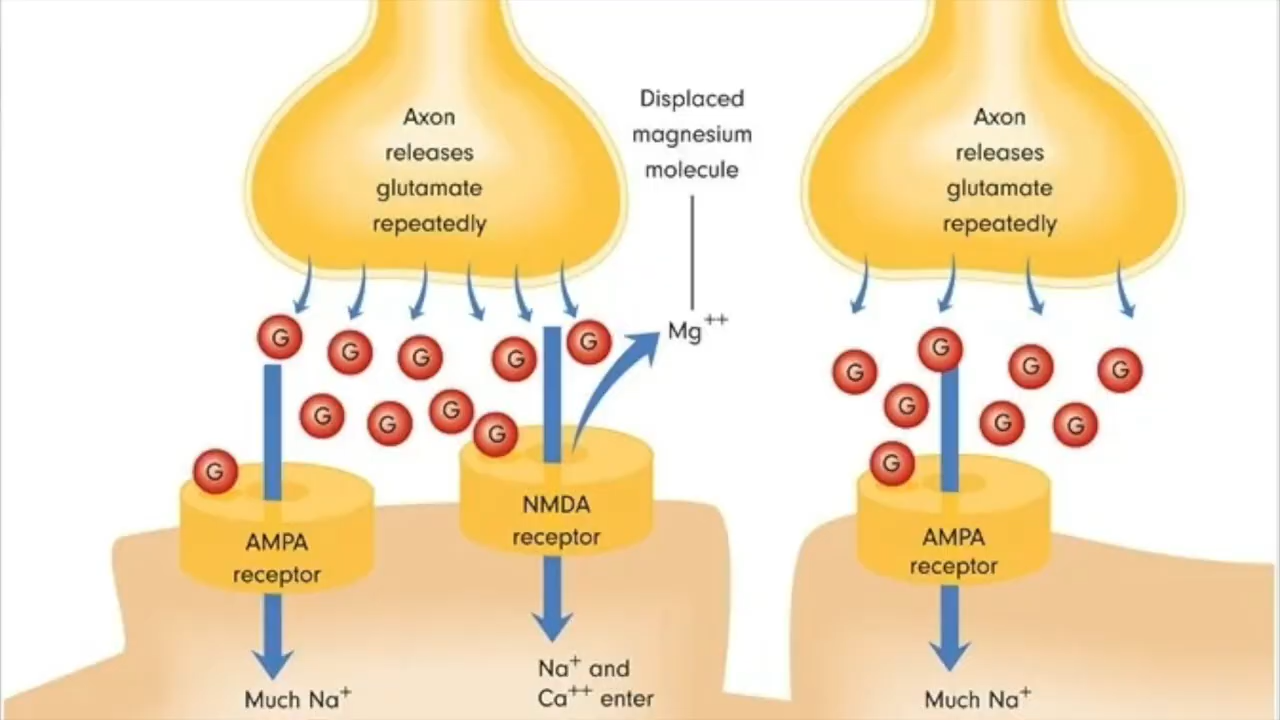 Axon
releases
glutamate
repeatedly
Displaced
magnesium
molecule
Mg⁺⁺
Axon
releases
glutamate
repeatedly
G
G
G
G
G
G
G
G
G
G
AMPA
receptor
NMDA
receptor
Much Na⁺
Na⁺ and
Ca⁺⁺ enter
G
G
G
G
G
G
G
G
AMPA
receptor
Much Na⁺